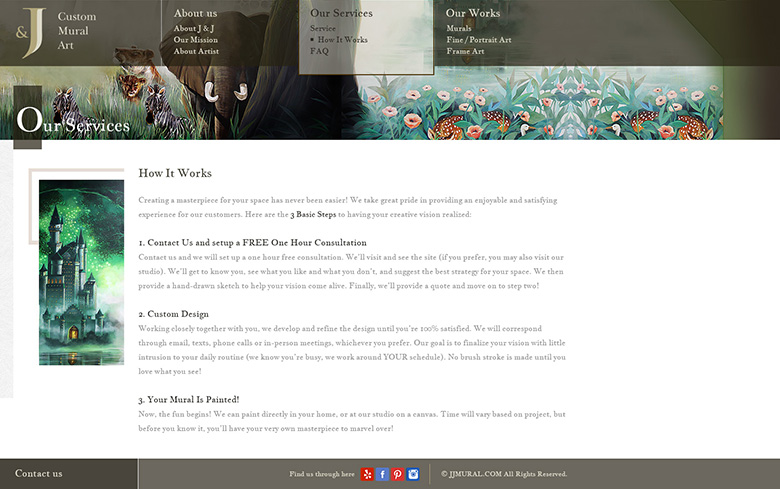 & J
Custom
Mural
Art
About us
About J & J
Our Mission
About Artist
Our Services
Service
How It Works
FAQ
Our Works
Murals
Fine / Portrait Art
Frame Art
Our Services
How It Works
Creating a masterpiece for your space has never been easier! We take great pride in providing an enjoyable and satisfying
experience for our customers. Here are the 3 Basic Steps to having your creative vision realized:
1. Contact Us and setup a FREE One Hour Consultation
Contact us and we will set up a one hour free consultation. We'll visit and see the site (if you prefer, you may also visit our
studio). We'll get to know you, see what you like and what you don't, and suggest the best strategy for your space. We then
provide a hand-drawn sketch to help your vision come alive. Finally, we'll provide a quote and move on to step two!
2. Custom Design
Working closely together with you, we develop and refine the design until you're 100% satisfied. We will correspond
through email, texts, phone calls or in-person meetings, whichever you prefer. Our goal is to finalize your vision with little
intrusion to your daily routine (we know you're busy, we work around YOUR schedule). No brush stroke is made until you
love what you see!
3. Your Mural Is Painted!
Now, the fun begins! We can paint directly in your home, or at our studio on a canvas. Time will vary based on project, but
before you know it, you'll have your very own masterpiece to marvel over!
Contact us
Find us through here
© JJMURAL.COM All Rights Reserved.